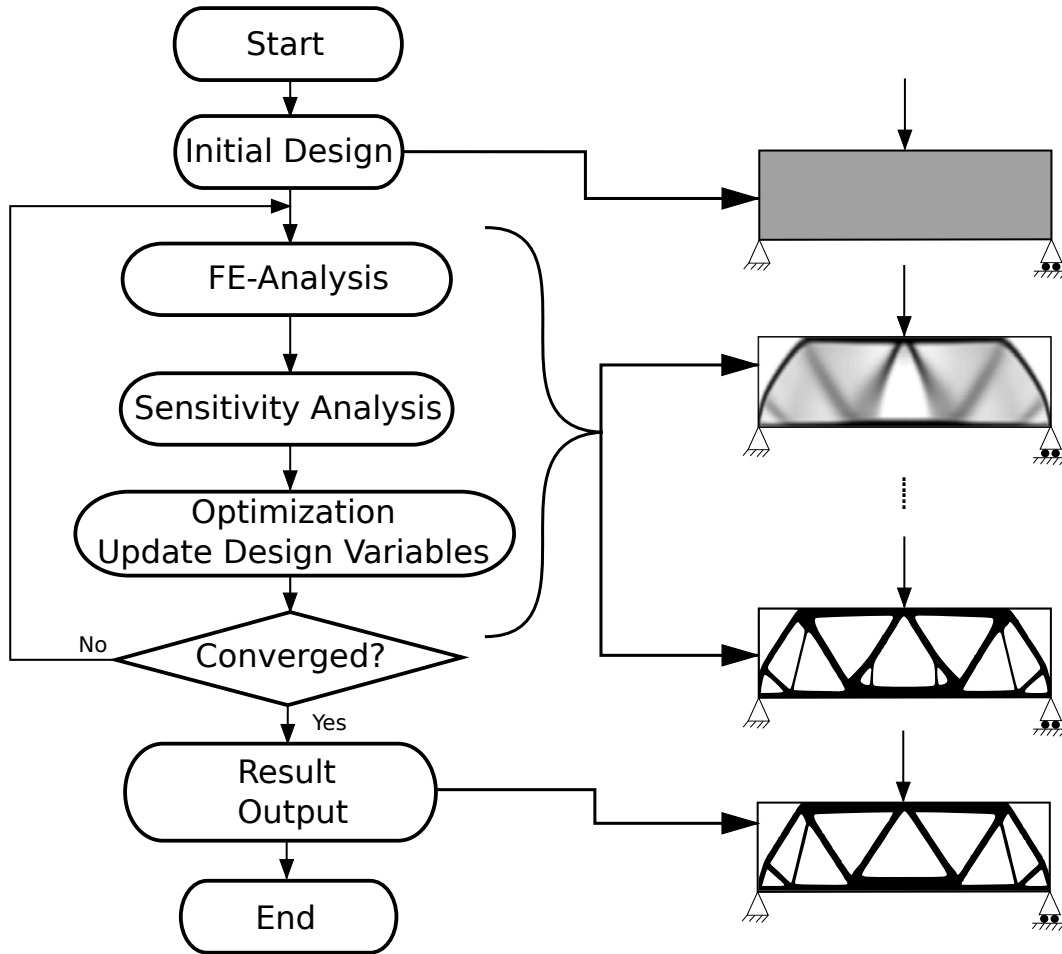 Start
Initial Design
FE-Analysis
Sensitivity Analysis
Optimization
Update Design Variables
Converged?
No
Yes
Result
Output
End